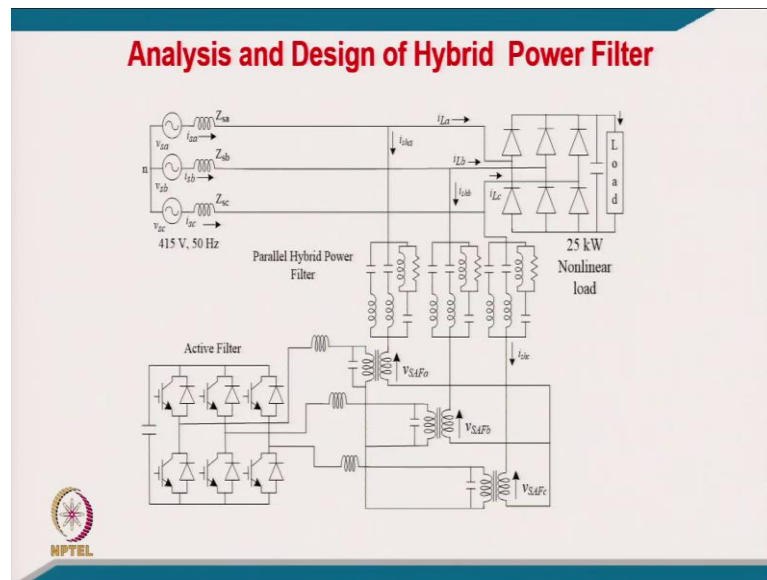 Analysis and Design of Hybrid Power Filter
Zsa
iLa
vsa
isa
isha
L
o
a
d
n
Zsb
iLb
vsb
isb
ishb
iLc
Zsc
vsc
isc
415 V, 50 Hz
25 kW
Nonlinear
load
Parallel Hybrid Power
Filter
Active Filter
ishc
vSAFa
vSAFb
vSAFc
NPTEL